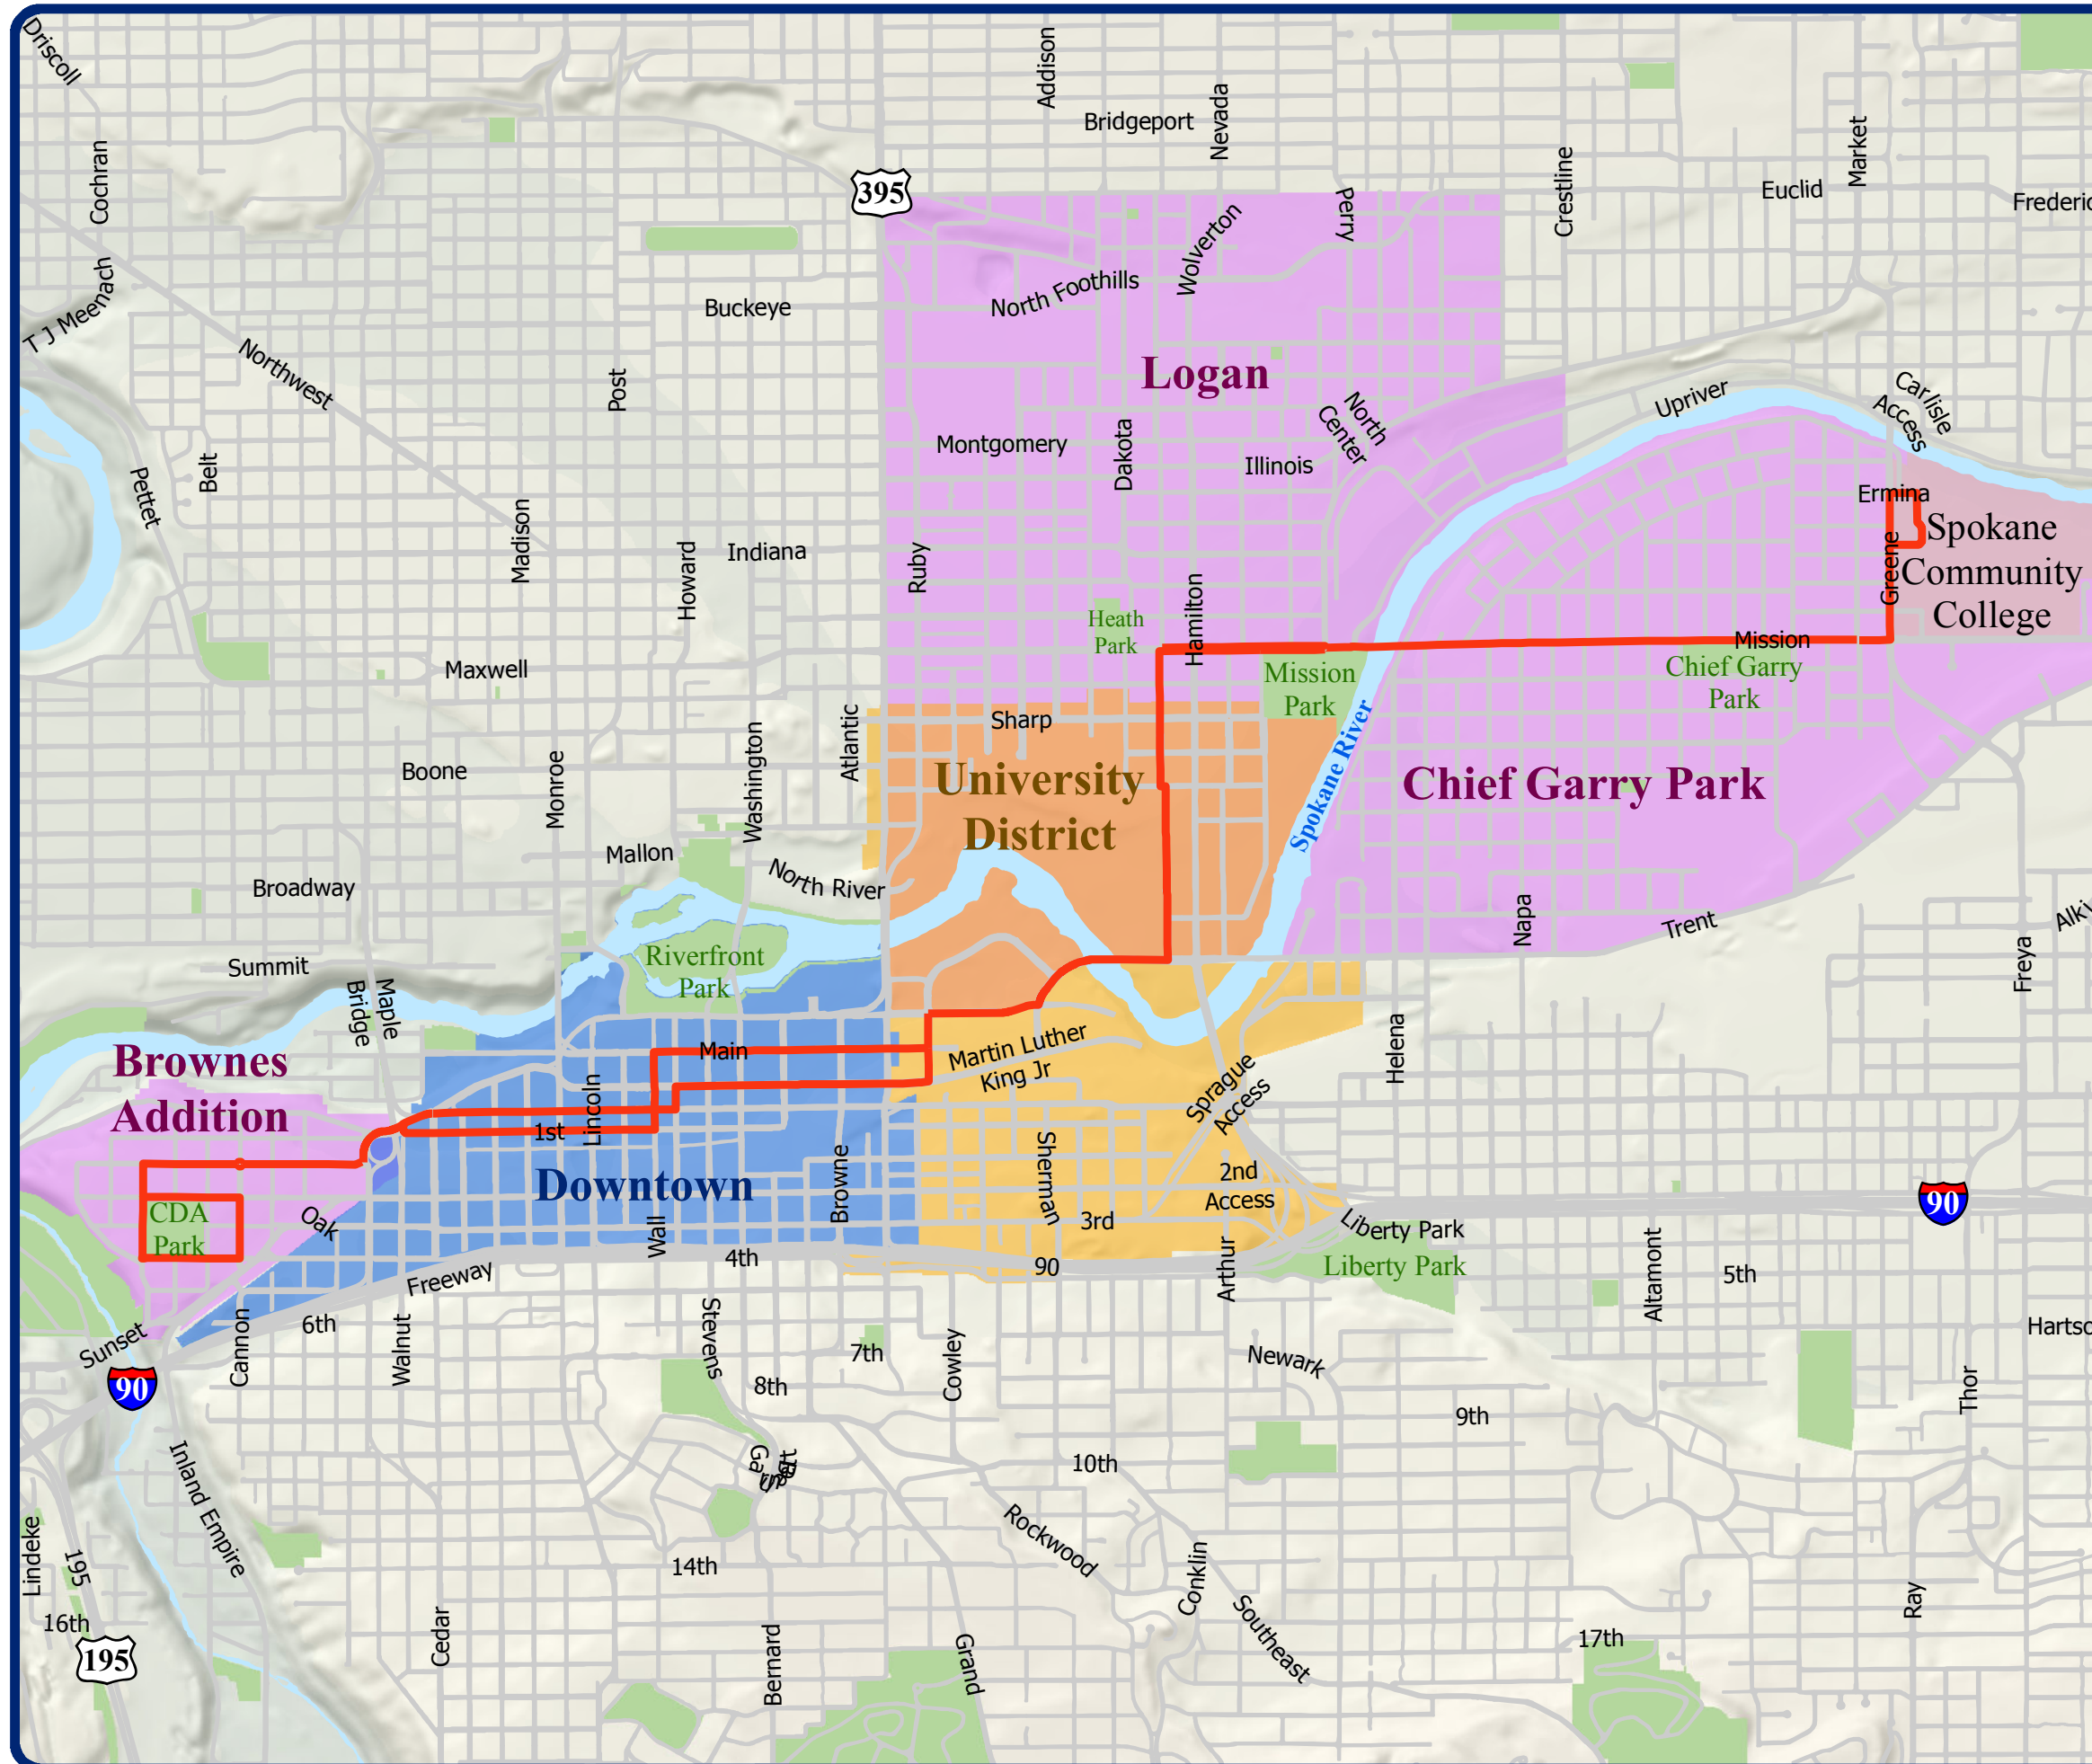 Driscoll
Addison
Bridgeport
Nevada
Cochran
Market
395
Perry
Crestline
Euclid
Frederic
Wolverton
T J Meenach
North Foothills
Buckeye
Northwest
Post
Logan
Upriver
Carlisle
Access
North
Center
Montgomery
Dakota
Illinois
Belt
Pettet
Madison
Ermina
Spokane
Community
College
Greene
Indiana
Ruby
Howard
Hamilton
Heath
Park
Mission
Maxwell
Mission
Park
Chief Garry
Park
Atlantic
Sharp
Washington
Boone
Monroe
University
District
Spokane River
Chief Garry Park
Mallon
North River
Broadway
Napa
Trent
Freya
Summit
Riverfront
Park
Maple
Bridge
Helena
Main
Martin Luther
King Jr
Brownes
Addition
Sprague
Access
Lincoln
1st
Sherman
Downtown
Browne
2nd
Access
90
CDA
Park
Oak
Wall
3rd
Liberty Park
4th
90
Liberty Park
Arthur
Altamont
5th
Freeway
6th
Stevens
Sunset
Cannon
Walnut
7th
Cowley
Newark
Hartso
90
8th
Thor
9th
Inland Empire
10th
Rockwood
Lindeke
195
14th
Conklin
Southeast
Ray
16th
Cedar
Bernard
Grand
17th
195